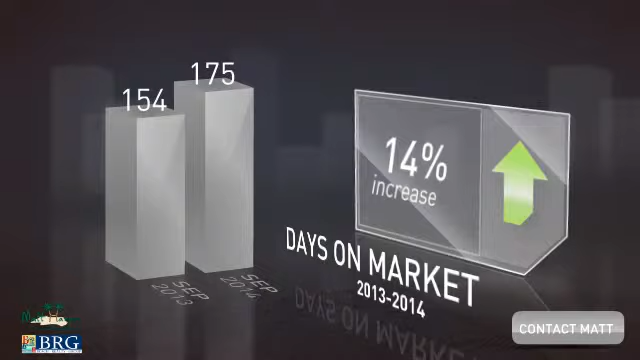 154
175
14%
increase
SEP
2013
SEP
2014
DAYS ON MARKET
2013-2014
BRG
CONTACT MATT